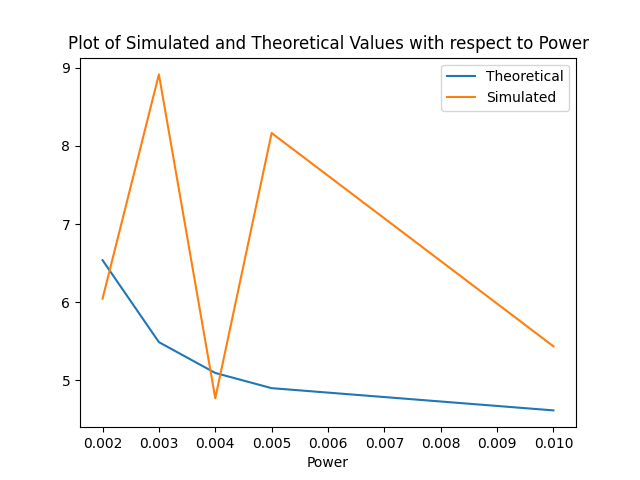 Plot of Simulated and Theoretical Values with respect to Power
Theoretical
Simulated
9
8
7
6
5
0.002 0.003 0.004 0.005 0.006 0.007 0.008 0.009 0.010
Power